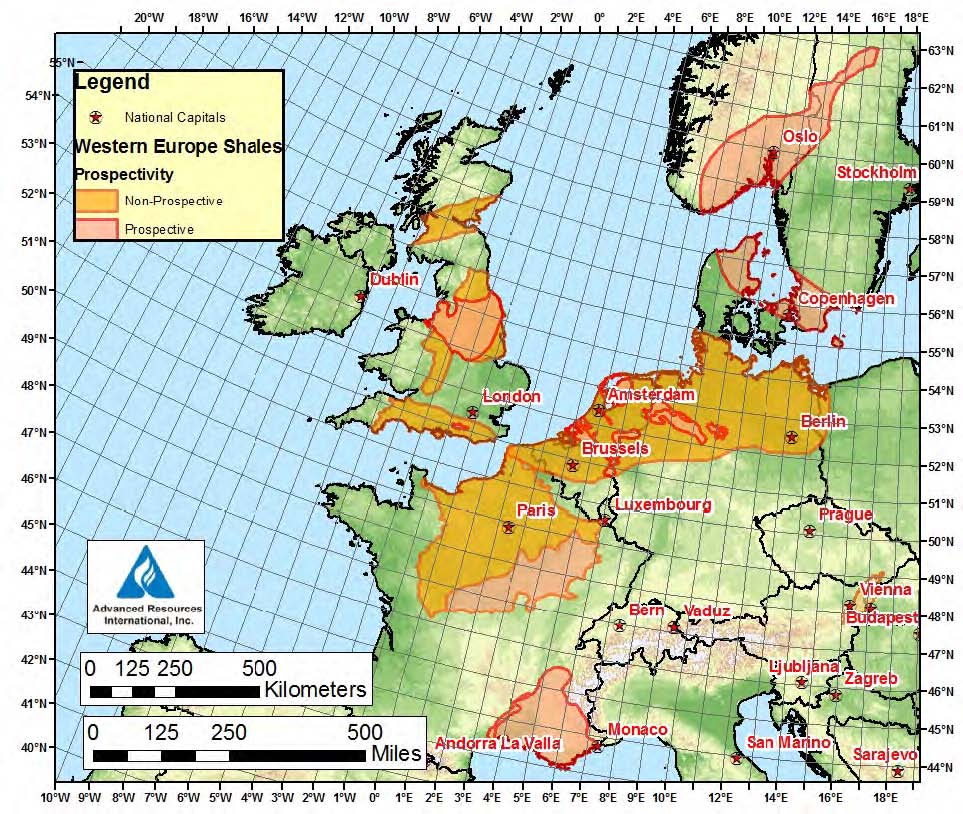 20°W 18°W 16°W 14°W 12°W 10°W 8°W 6°W 4°W 2°W 0° 2°E 4°E 6°E 8°E 10°E 12°E 14°E 16°E 18°E
55°N
54°N
53°N
52°N
51°N
50°N
49°N
48°N
47°N
46°N
45°N
44°N
43°N
42°N
41°N
40°N
Legend
National Capitals
Western Europe Shales
Prospectivity
Non-Prospective
Prospective
63°N
62°N
61°N
60°N
59°N
58°N
57°N
56°N
55°N
54°N
53°N
52°N
51°N
50°N
49°N
48°N
47°N
46°N
45°N
44°N
Oslo
Stockholm
Dublin
Copenhagen
London
Amsterdam
Berlin
Brussels
Paris
Luxembourg
Prague
Vienna
Bern
Vaduz
Budapest
Ljubljana
Zagreb
Monaco
Andorra La Valla
San Marino
Sarajevo
Advanced Resources
International, Inc.
0 125 250 500
Kilometers
0 125 250 500
Miles
10°W 9°W 8°W 7°W 6°W 5°W 4°W 3°W 2°W 1°W 0° 2°E 3°E 4°E 5°E 6°E 7°E 8°E 9°E 10°E 12°E 14°E 16°E 18°E